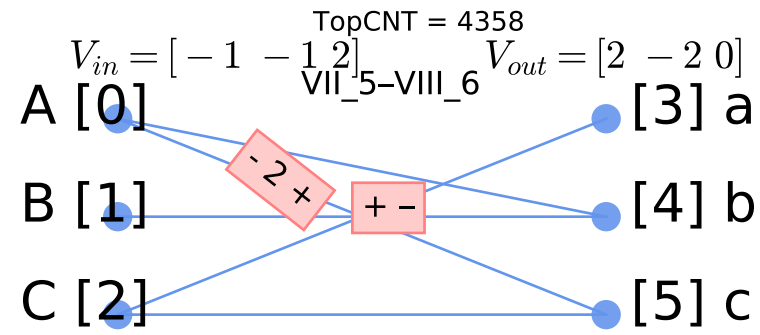 TopCNT = 4358
V_in = [ − 1 − 1 2] V_out = [2 − 2 0]
VII_5–VIII_6
A [0] [3] a
- 2 +
B [1] + – [4] b
C [2] [5] c